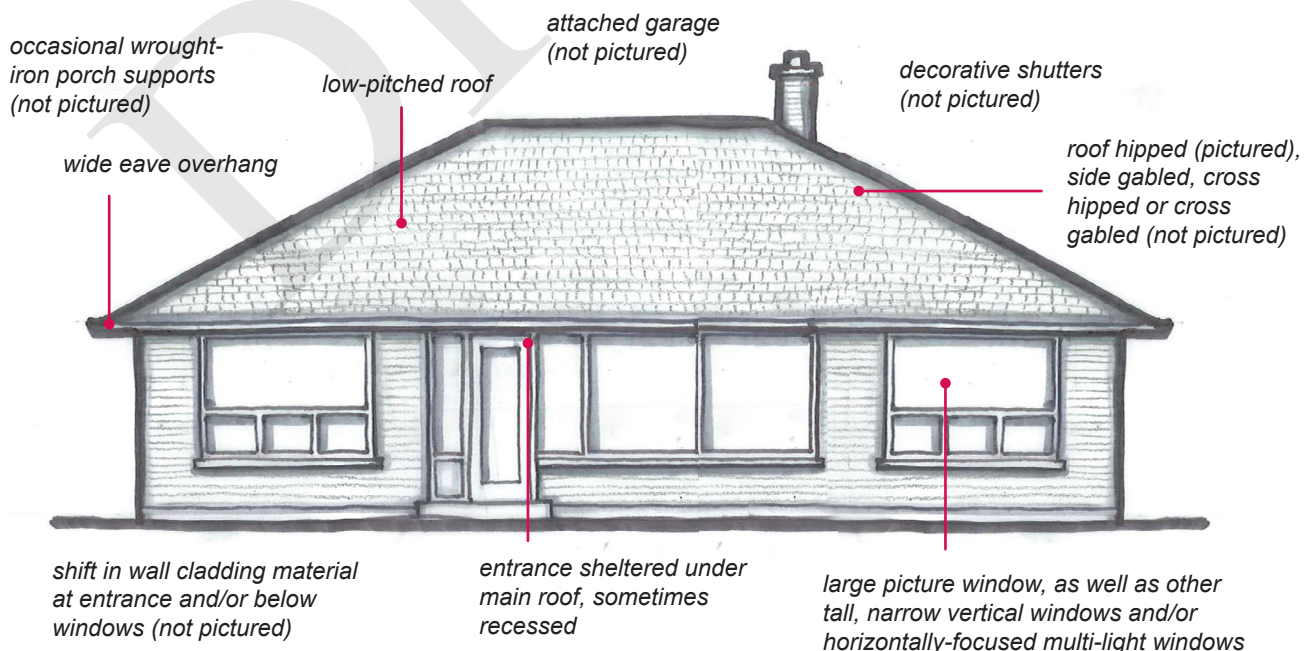 attached garage
(not pictured)
occasional wrought-
iron porch supports
(not pictured)
low-pitched roof
decorative shutters
(not pictured)
wide eave overhang
roof hipped (pictured),
side gabled, cross
hipped or cross
gabled (not pictured)
shift in wall cladding material
at entrance and/or below
windows (not pictured)
entrance sheltered under
main roof, sometimes
recessed
large picture window, as well as other
tall, narrow vertical windows and/or
horizontally-focused multi-light windows